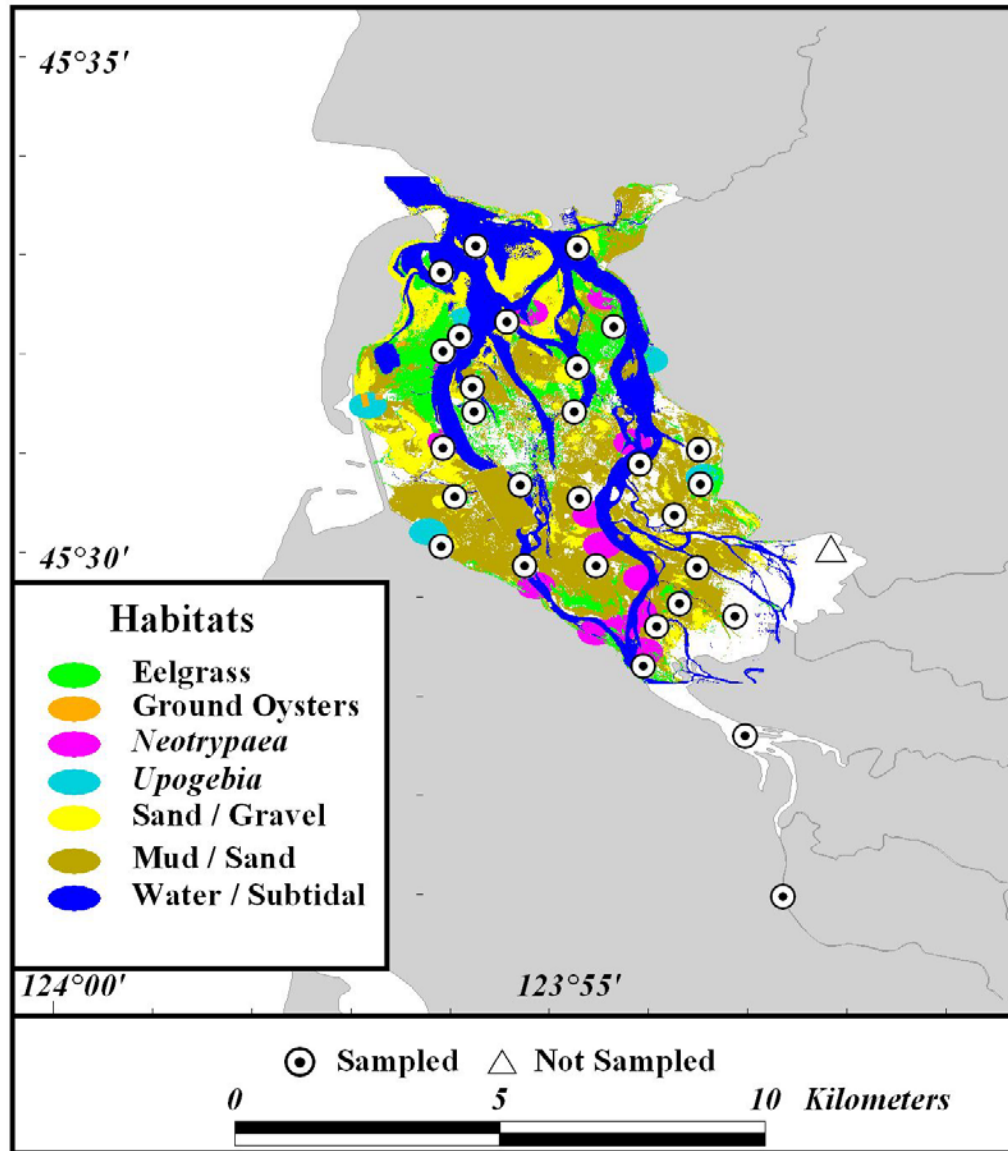 45°35'
45°30'
Habitats
Eelgrass
Ground Oysters
Neotrypaea
Upogebia
Sand / Gravel
Mud / Sand
Water / Subtidal
124°00' 123°55'
Sampled Not Sampled
0 5 10 Kilometers